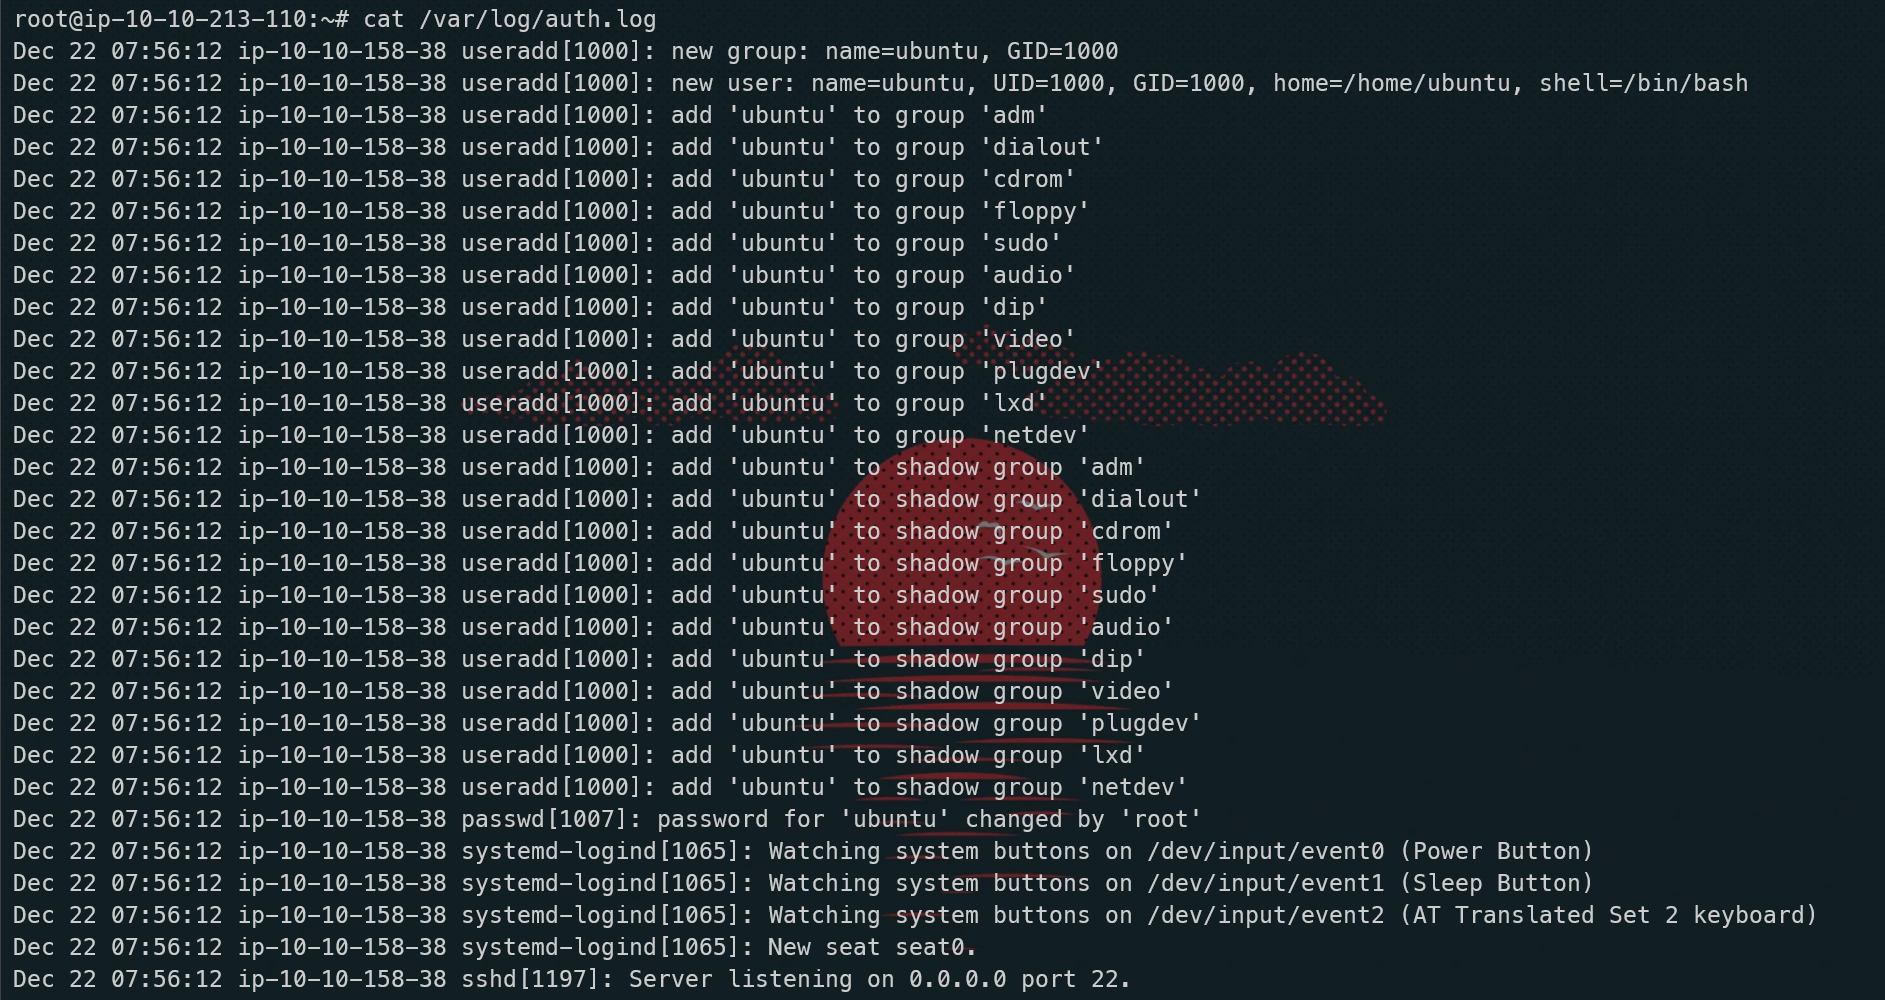 root@ip-10-10-213-110:~# cat /var/log/auth.log
Dec 22 07:56:12 ip-10-10-158-38 useradd[1000]: new group: name=ubuntu, GID=1000
Dec 22 07:56:12 ip-10-10-158-38 useradd[1000]: new user: name=ubuntu, UID=1000, GID=1000, home=/home/ubuntu, shell=/bin/bash
Dec 22 07:56:12 ip-10-10-158-38 useradd[1000]: add 'ubuntu' to group 'adm'
Dec 22 07:56:12 ip-10-10-158-38 useradd[1000]: add 'ubuntu' to group 'dialout'
Dec 22 07:56:12 ip-10-10-158-38 useradd[1000]: add 'ubuntu' to group 'cdrom'
Dec 22 07:56:12 ip-10-10-158-38 useradd[1000]: add 'ubuntu' to group 'floppy'
Dec 22 07:56:12 ip-10-10-158-38 useradd[1000]: add 'ubuntu' to group 'sudo'
Dec 22 07:56:12 ip-10-10-158-38 useradd[1000]: add 'ubuntu' to group 'audio'
Dec 22 07:56:12 ip-10-10-158-38 useradd[1000]: add 'ubuntu' to group 'dip'
Dec 22 07:56:12 ip-10-10-158-38 useradd[1000]: add 'ubuntu' to group 'video'
Dec 22 07:56:12 ip-10-10-158-38 useradd[1000]: add 'ubuntu' to group 'plugdev'
Dec 22 07:56:12 ip-10-10-158-38 useradd[1000]: add 'ubuntu' to group 'lxd'
Dec 22 07:56:12 ip-10-10-158-38 useradd[1000]: add 'ubuntu' to group 'netdev'
Dec 22 07:56:12 ip-10-10-158-38 useradd[1000]: add 'ubuntu' to shadow group 'adm'
Dec 22 07:56:12 ip-10-10-158-38 useradd[1000]: add 'ubuntu' to shadow group 'dialout'
Dec 22 07:56:12 ip-10-10-158-38 useradd[1000]: add 'ubuntu' to shadow group 'cdrom'
Dec 22 07:56:12 ip-10-10-158-38 useradd[1000]: add 'ubuntu' to shadow group 'floppy'
Dec 22 07:56:12 ip-10-10-158-38 useradd[1000]: add 'ubuntu' to shadow group 'sudo'
Dec 22 07:56:12 ip-10-10-158-38 useradd[1000]: add 'ubuntu' to shadow group 'audio'
Dec 22 07:56:12 ip-10-10-158-38 useradd[1000]: add 'ubuntu' to shadow group 'dip'
Dec 22 07:56:12 ip-10-10-158-38 useradd[1000]: add 'ubuntu' to shadow group 'video'
Dec 22 07:56:12 ip-10-10-158-38 useradd[1000]: add 'ubuntu' to shadow group 'plugdev'
Dec 22 07:56:12 ip-10-10-158-38 useradd[1000]: add 'ubuntu' to shadow group 'lxd'
Dec 22 07:56:12 ip-10-10-158-38 useradd[1000]: add 'ubuntu' to shadow group 'netdev'
Dec 22 07:56:12 ip-10-10-158-38 passwd[1007]: password for 'ubuntu' changed by 'root'
Dec 22 07:56:12 ip-10-10-158-38 systemd-logind[1065]: Watching system buttons on /dev/input/event0 (Power Button)
Dec 22 07:56:12 ip-10-10-158-38 systemd-logind[1065]: Watching system buttons on /dev/input/event1 (Sleep Button)
Dec 22 07:56:12 ip-10-10-158-38 systemd-logind[1065]: Watching system buttons on /dev/input/event2 (AT Translated Set 2 keyboard)
Dec 22 07:56:12 ip-10-10-158-38 systemd-logind[1065]: New seat seat0.
Dec 22 07:56:12 ip-10-10-158-38 sshd[1197]: Server listening on 0.0.0.0 port 22.